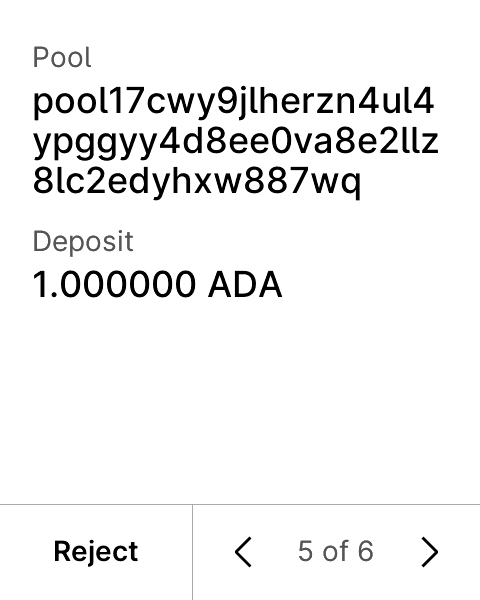 Pool
pool17cwy9jlherzn4ul4
ypggyy4d8ee0va8e2llz
8lc2edyhxw887wq
Deposit
1.000000 ADA
Reject
5 of 6